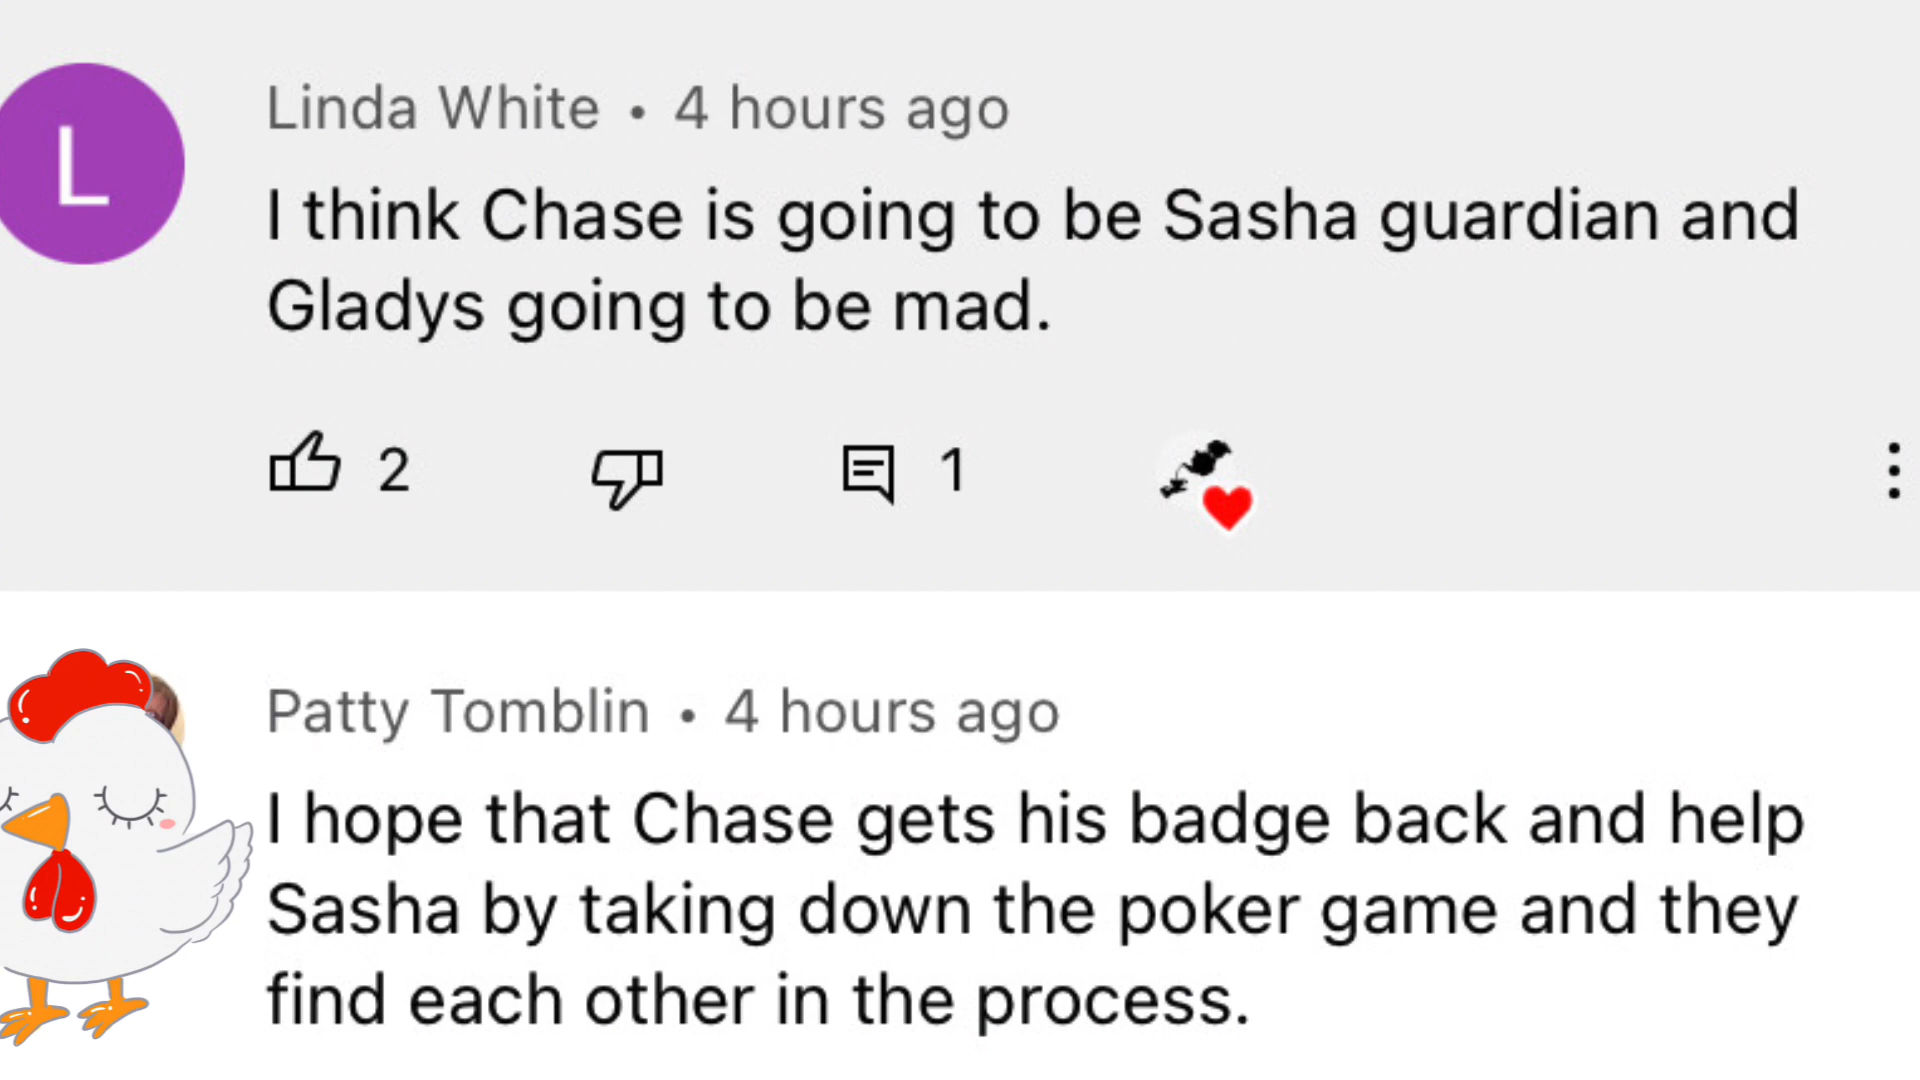 L
Linda White • 4 hours ago
I think Chase is going to be Sasha guardian and
Gladys going to be mad.
2 1
Patty Tomblin • 4 hours ago
I hope that Chase gets his badge back and help
Sasha by taking down the poker game and they
find each other in the process.